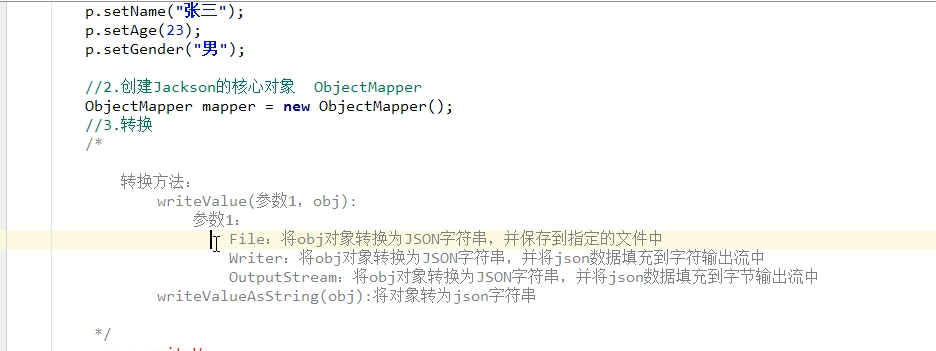 p.setName("张三");
p.setAge(23);
p.setGender("男");
//2.创建Jackson的核心对象  ObjectMapper
ObjectMapper mapper = new ObjectMapper();
//3.转换
/*
转换方法：
writeValue(参数1，obj):
参数1：
File：将obj对象转换为JSON字符串，并保存到指定的文件中
Writer：将obj对象转换为JSON字符串，并将json数据填充到字符输出流中
OutputStream：将obj对象转换为JSON字符串，并将json数据填充到字节输出流中
writeValueAsString(obj):将对象转为json字符串
*/